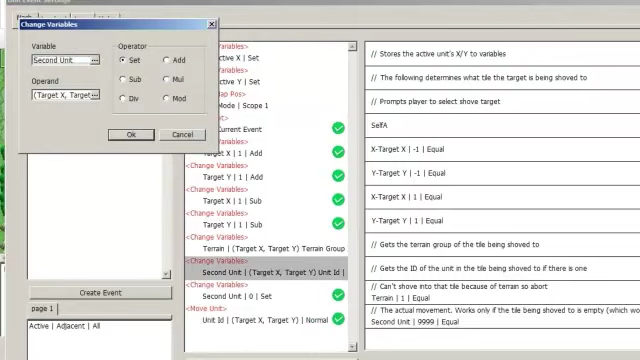 Change Variables
Variable
Second Unit
Operand
(Target X, Target
Operator
Set
Add
Sub
Mul
Div
Mod
Ok
Cancel
Create Event
page 1
Active | Adjacent | All
ctive X | Set
ctive Y | Set
ap Pos>
Mode | Scope 1
Current Event
Target X | 1 | Add
<Change Variables>
Target Y | 1 | Add
<Change Variables>
Target X | 1 | Sub
<Change Variables>
Target Y | 1 | Sub
<Change Variables>
Terrain | (Target X, Target Y) Terrain Group
<Change Variables>
Second Unit | (Target X, Target Y) Unit Id |
<Change Variables>
Second Unit | 0 | Set
<Move Unit>
Unit Id | (Target X, Target Y) | Normal
// Stores the active unit's X/Y to variables
// The following determines what tile the target is being shoved to
// Prompts player to select shove target
SelfA
X-Target X | -1 | Equal
Y-Target Y | -1 | Equal
X-Target X | 1 | Equal
Y-Target Y | 1 | Equal
// Gets the terrain group of the tile being shoved to
// Gets the ID of the unit in the tile being shoved to if there is one
// Can't shove into that tile because of terrain so abort
Terrain | 1 | Equal
// The actual movement. Works only if the tile being shoved to is empty (which wo
Second Unit | 9999 | Equal